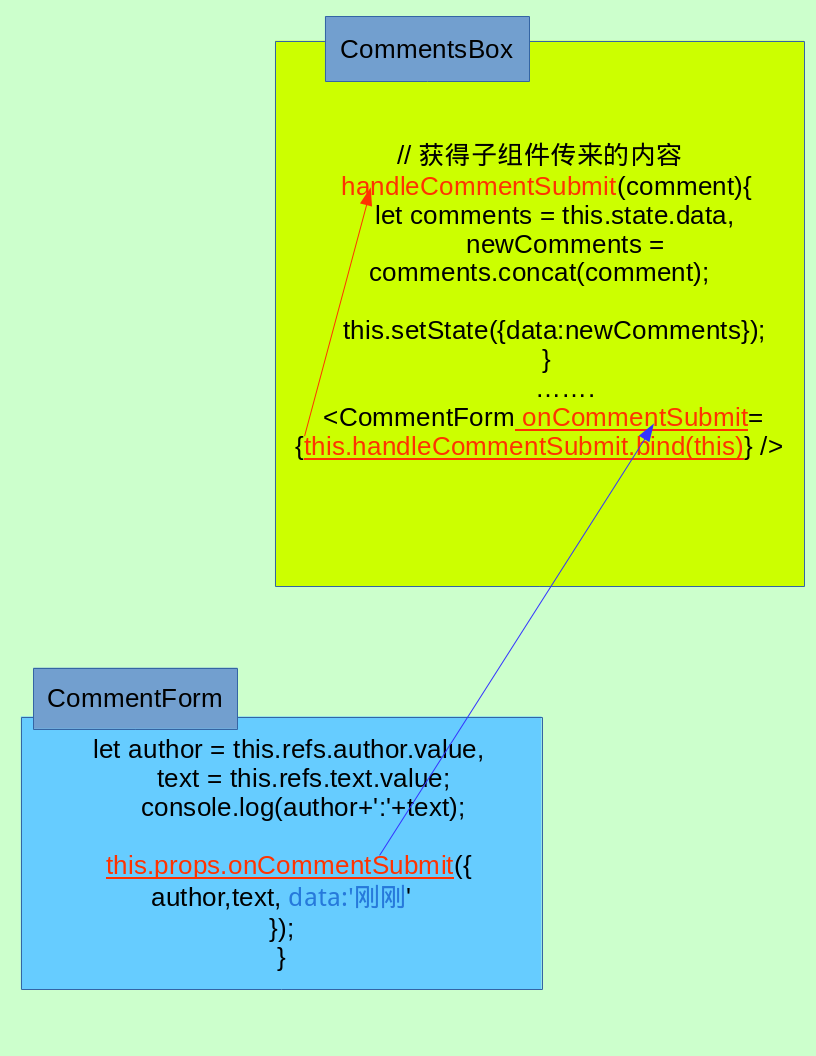 CommentsBox
// 获得子组件传来的内容
handleCommentSubmit(comment){
let comments = this.state.data,
newComments =
comments.concat(comment);
this.setState({data:newComments});
}
…….
<CommentForm onCommentSubmit=
{this.handleCommentSubmit.bind(this)} />
CommentForm
let author = this.refs.author.value,
text = this.refs.text.value;
console.log(author+':'+text);
this.props.onCommentSubmit({
author,text, data:'刚刚'
});
}